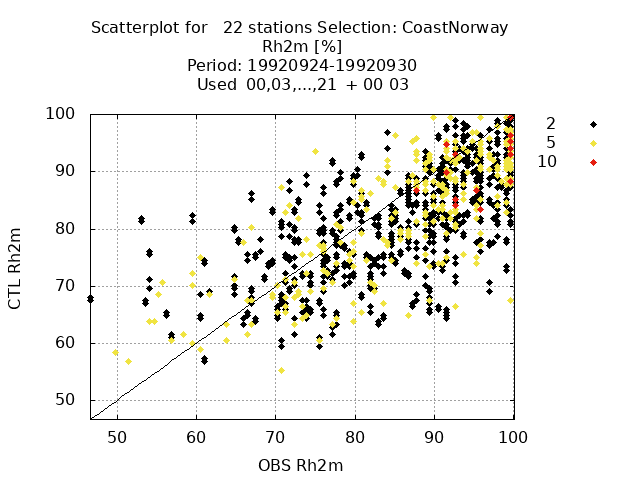 Scatterplot for   22 stations Selection: CoastNorway
Rh2m [%]
Period: 19920924-19920930
Used  00,03,...,21  + 00 03
100
90
80
70
60
50
CTL Rh2m
50 60 70 80 90 100
OBS Rh2m
2
5
10